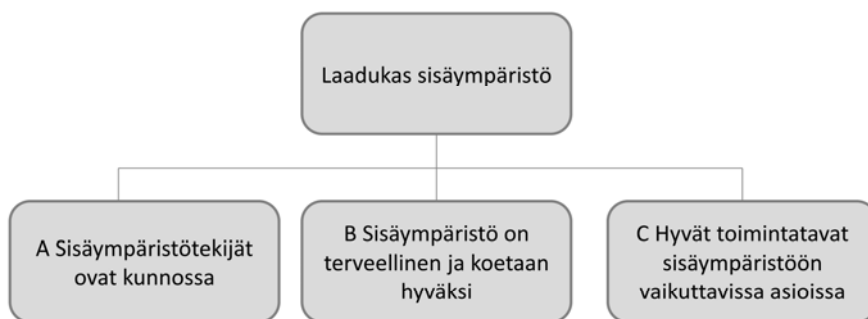 Laadukas sisäympäristö
A Sisäympäristötekijät
ovat kunnossa
B Sisäympäristö on
terveellinen ja koetaan
hyväksi
C Hyvät toimintatavat
sisäympäristöön
vaikuttavissa asioissa